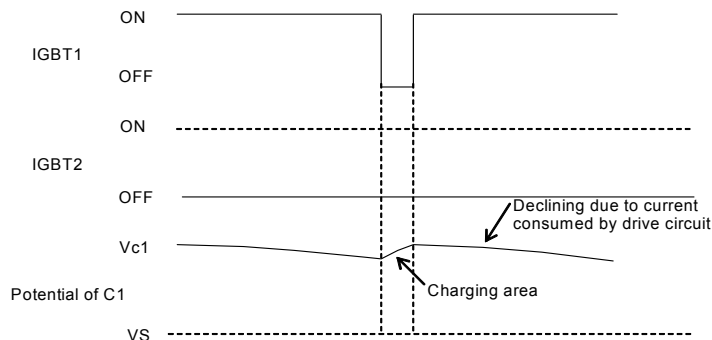 ON
IGBT1
OFF
ON
IGBT2
OFF
Declining due to current
consumed by drive circuit
Vc1
Charging area
Potential of C1
VS